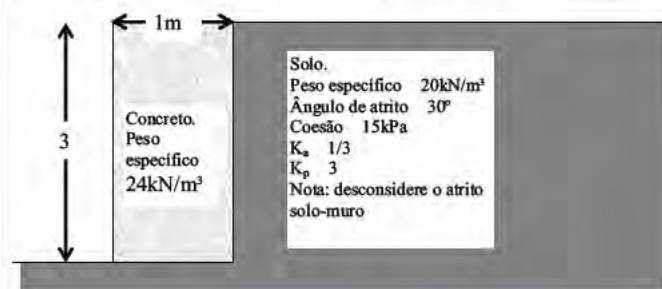 1m
Solo.
Peso específico 20kN/m³
Ângulo de atrito 30º
Coesão 15kPa
Kₐ 1/3
Kₚ 3
Nota: desconsidere o atrito
solo-muro
3
Concreto.
Peso
específico
24kN/m³